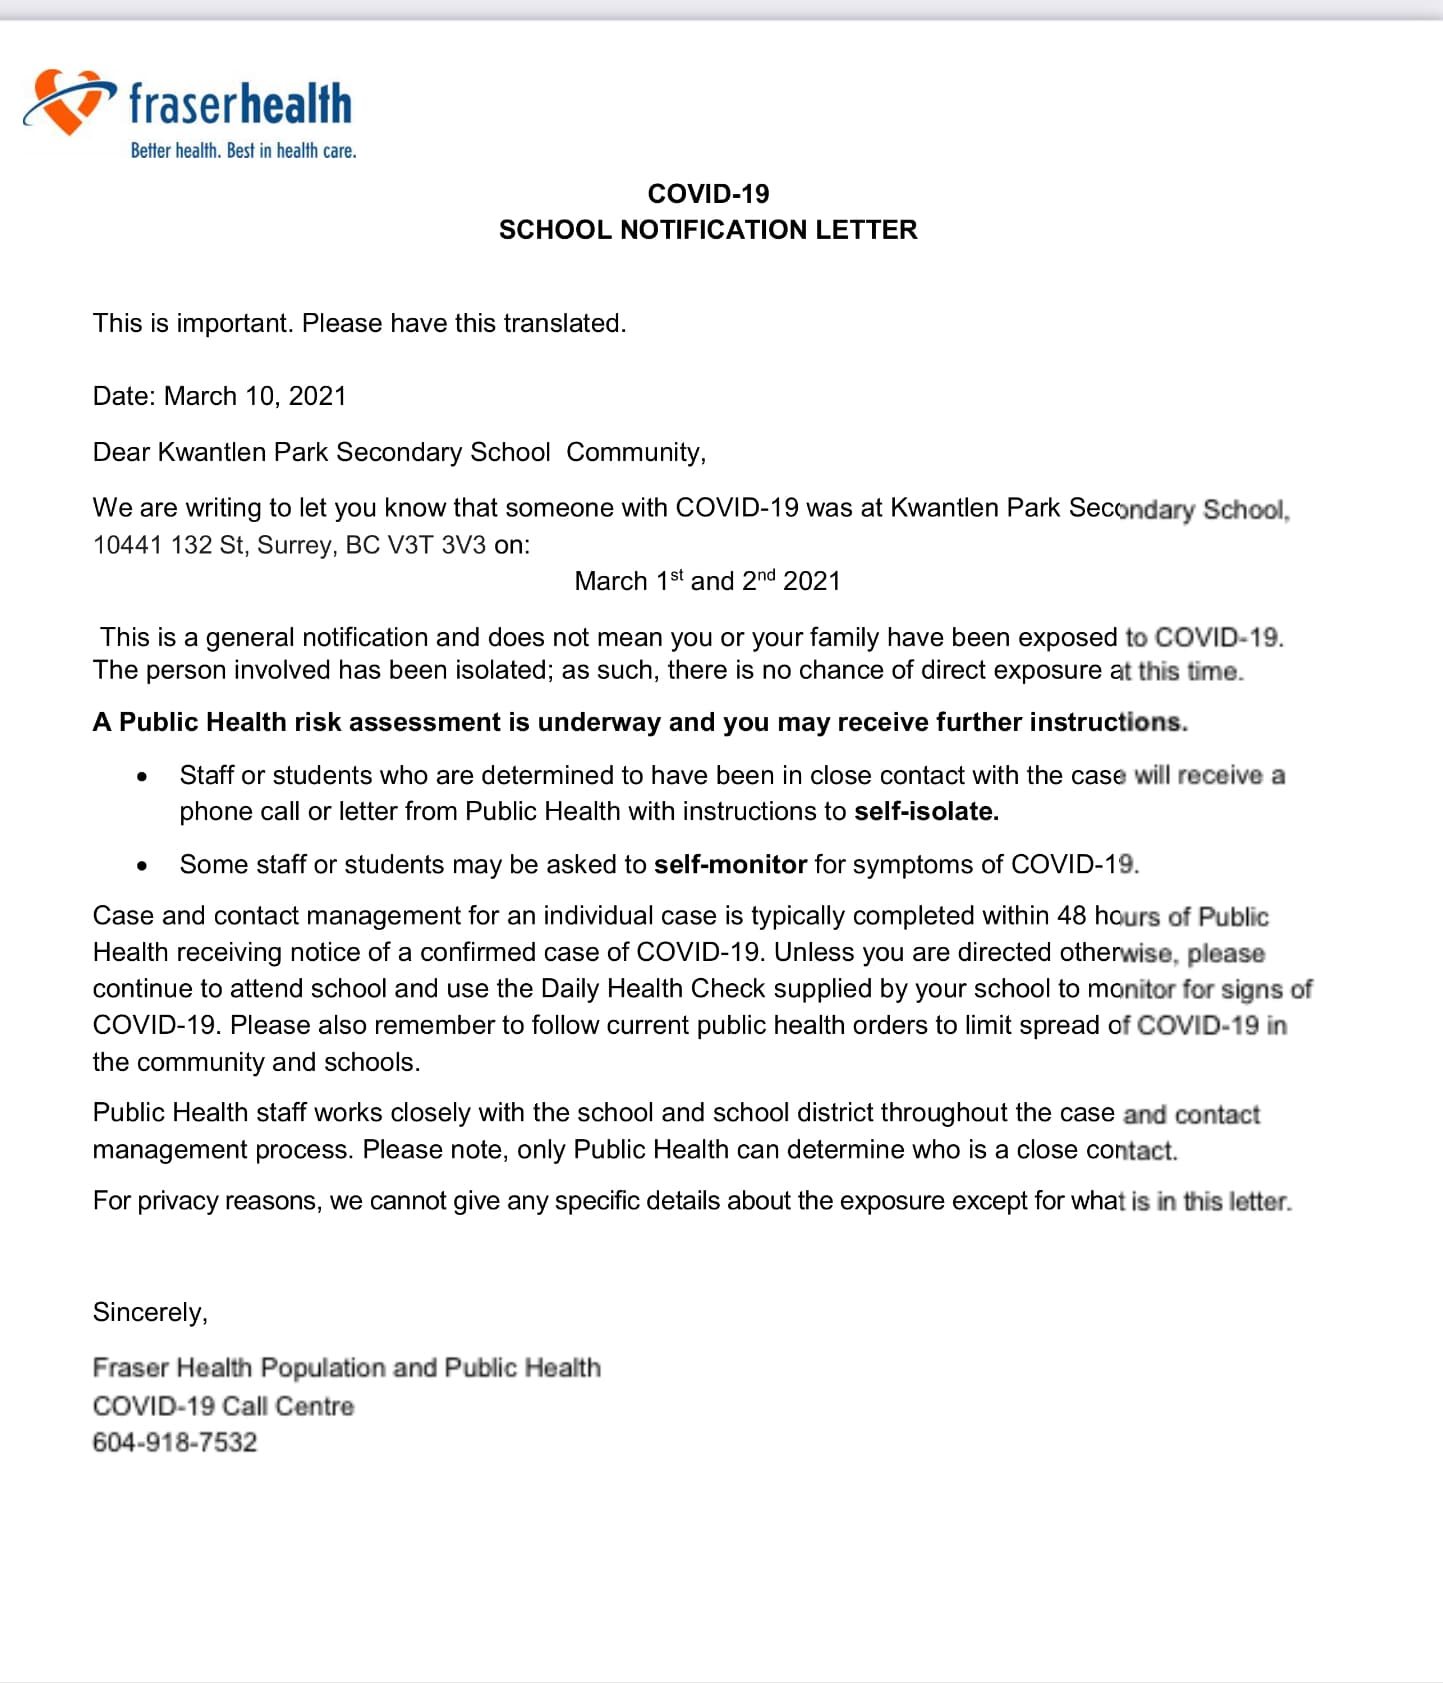 fraserhealth
Better health. Best in health care.
COVID-19
SCHOOL NOTIFICATION LETTER
This is important. Please have this translated.
Date: March 10, 2021
Dear Kwantlen Park Secondary School  Community,
We are writing to let you know that someone with COVID-19 was at Kwantlen Park Secondary School,
10441 132 St, Surrey, BC V3T 3V3 on:
March 1st and 2nd 2021
This is a general notification and does not mean you or your family have been exposed to COVID-19.
The person involved has been isolated; as such, there is no chance of direct exposure at this time.
A Public Health risk assessment is underway and you may receive further instructions.
• Staff or students who are determined to have been in close contact with the case will receive a
phone call or letter from Public Health with instructions to self-isolate.
• Some staff or students may be asked to self-monitor for symptoms of COVID-19.
Case and contact management for an individual case is typically completed within 48 hours of Public
Health receiving notice of a confirmed case of COVID-19. Unless you are directed otherwise, please
continue to attend school and use the Daily Health Check supplied by your school to monitor for signs of
COVID-19. Please also remember to follow current public health orders to limit spread of COVID-19 in
the community and schools.
Public Health staff works closely with the school and school district throughout the case and contact
management process. Please note, only Public Health can determine who is a close contact.
For privacy reasons, we cannot give any specific details about the exposure except for what is in this letter.
Sincerely,
Fraser Health Population and Public Health
COVID-19 Call Centre
604-918-7532